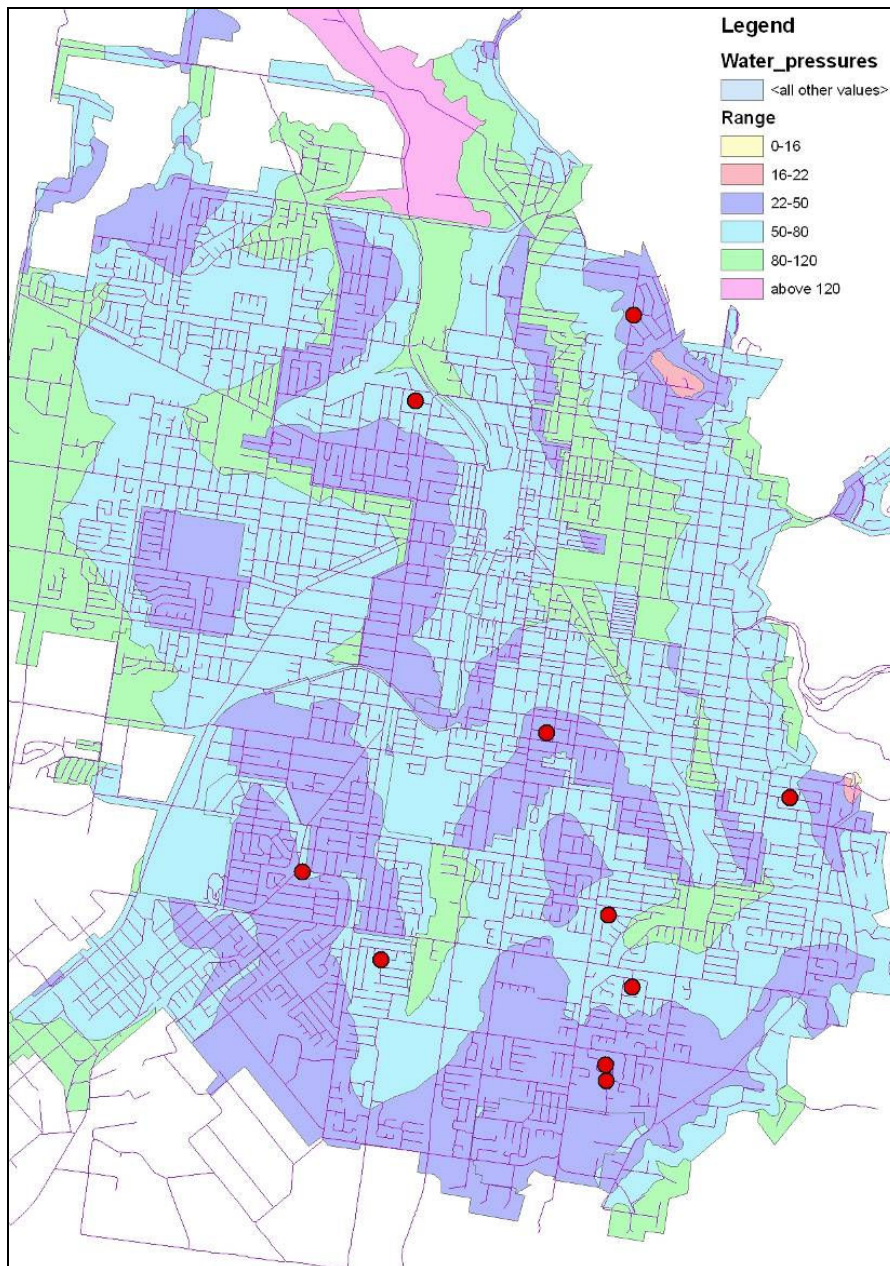 Legend
Water_pressures
<all other values>
Range
0-16
16-22
22-50
50-80
80-120
above 120